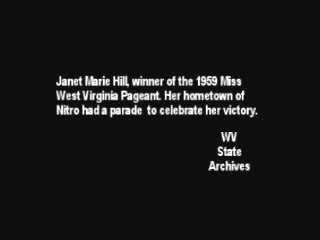 Janet Marie Hill, winner of the 1959 Miss
West Virginia Pageant. Her hometown of
Nitro had a parade to celebrate her victory.
WV
State
Archives